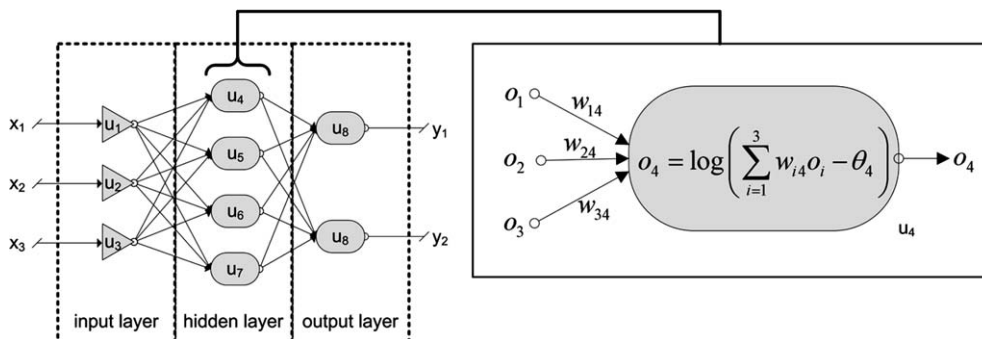 x₁
x₂
x₃
u₁
u₂
u₃
u₄
u₅
u₆
u₇
u₈
u₈
y₁
y₂
input layer
hidden layer
output layer
o₁
o₂
o₃
w₁₄
w₂₄
w₃₄
o₄ = log(∑³ᵢ₌₁ wᵢ₄oᵢ − θ₄)
o₄
u₄